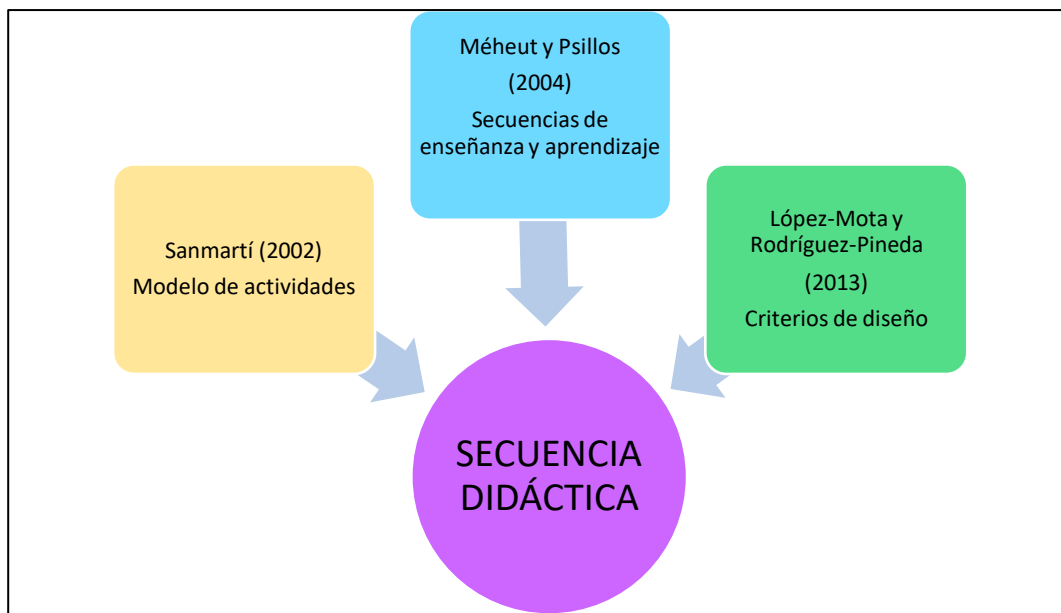 Méheut y Psillos
(2004)
Secuencias de
enseñanza y aprendizaje
Sanmartí (2002)
Modelo de actividades
López-Mota y
Rodríguez-Pineda
(2013)
Criterios de diseño
SECUENCIA
DIDÁCTICA